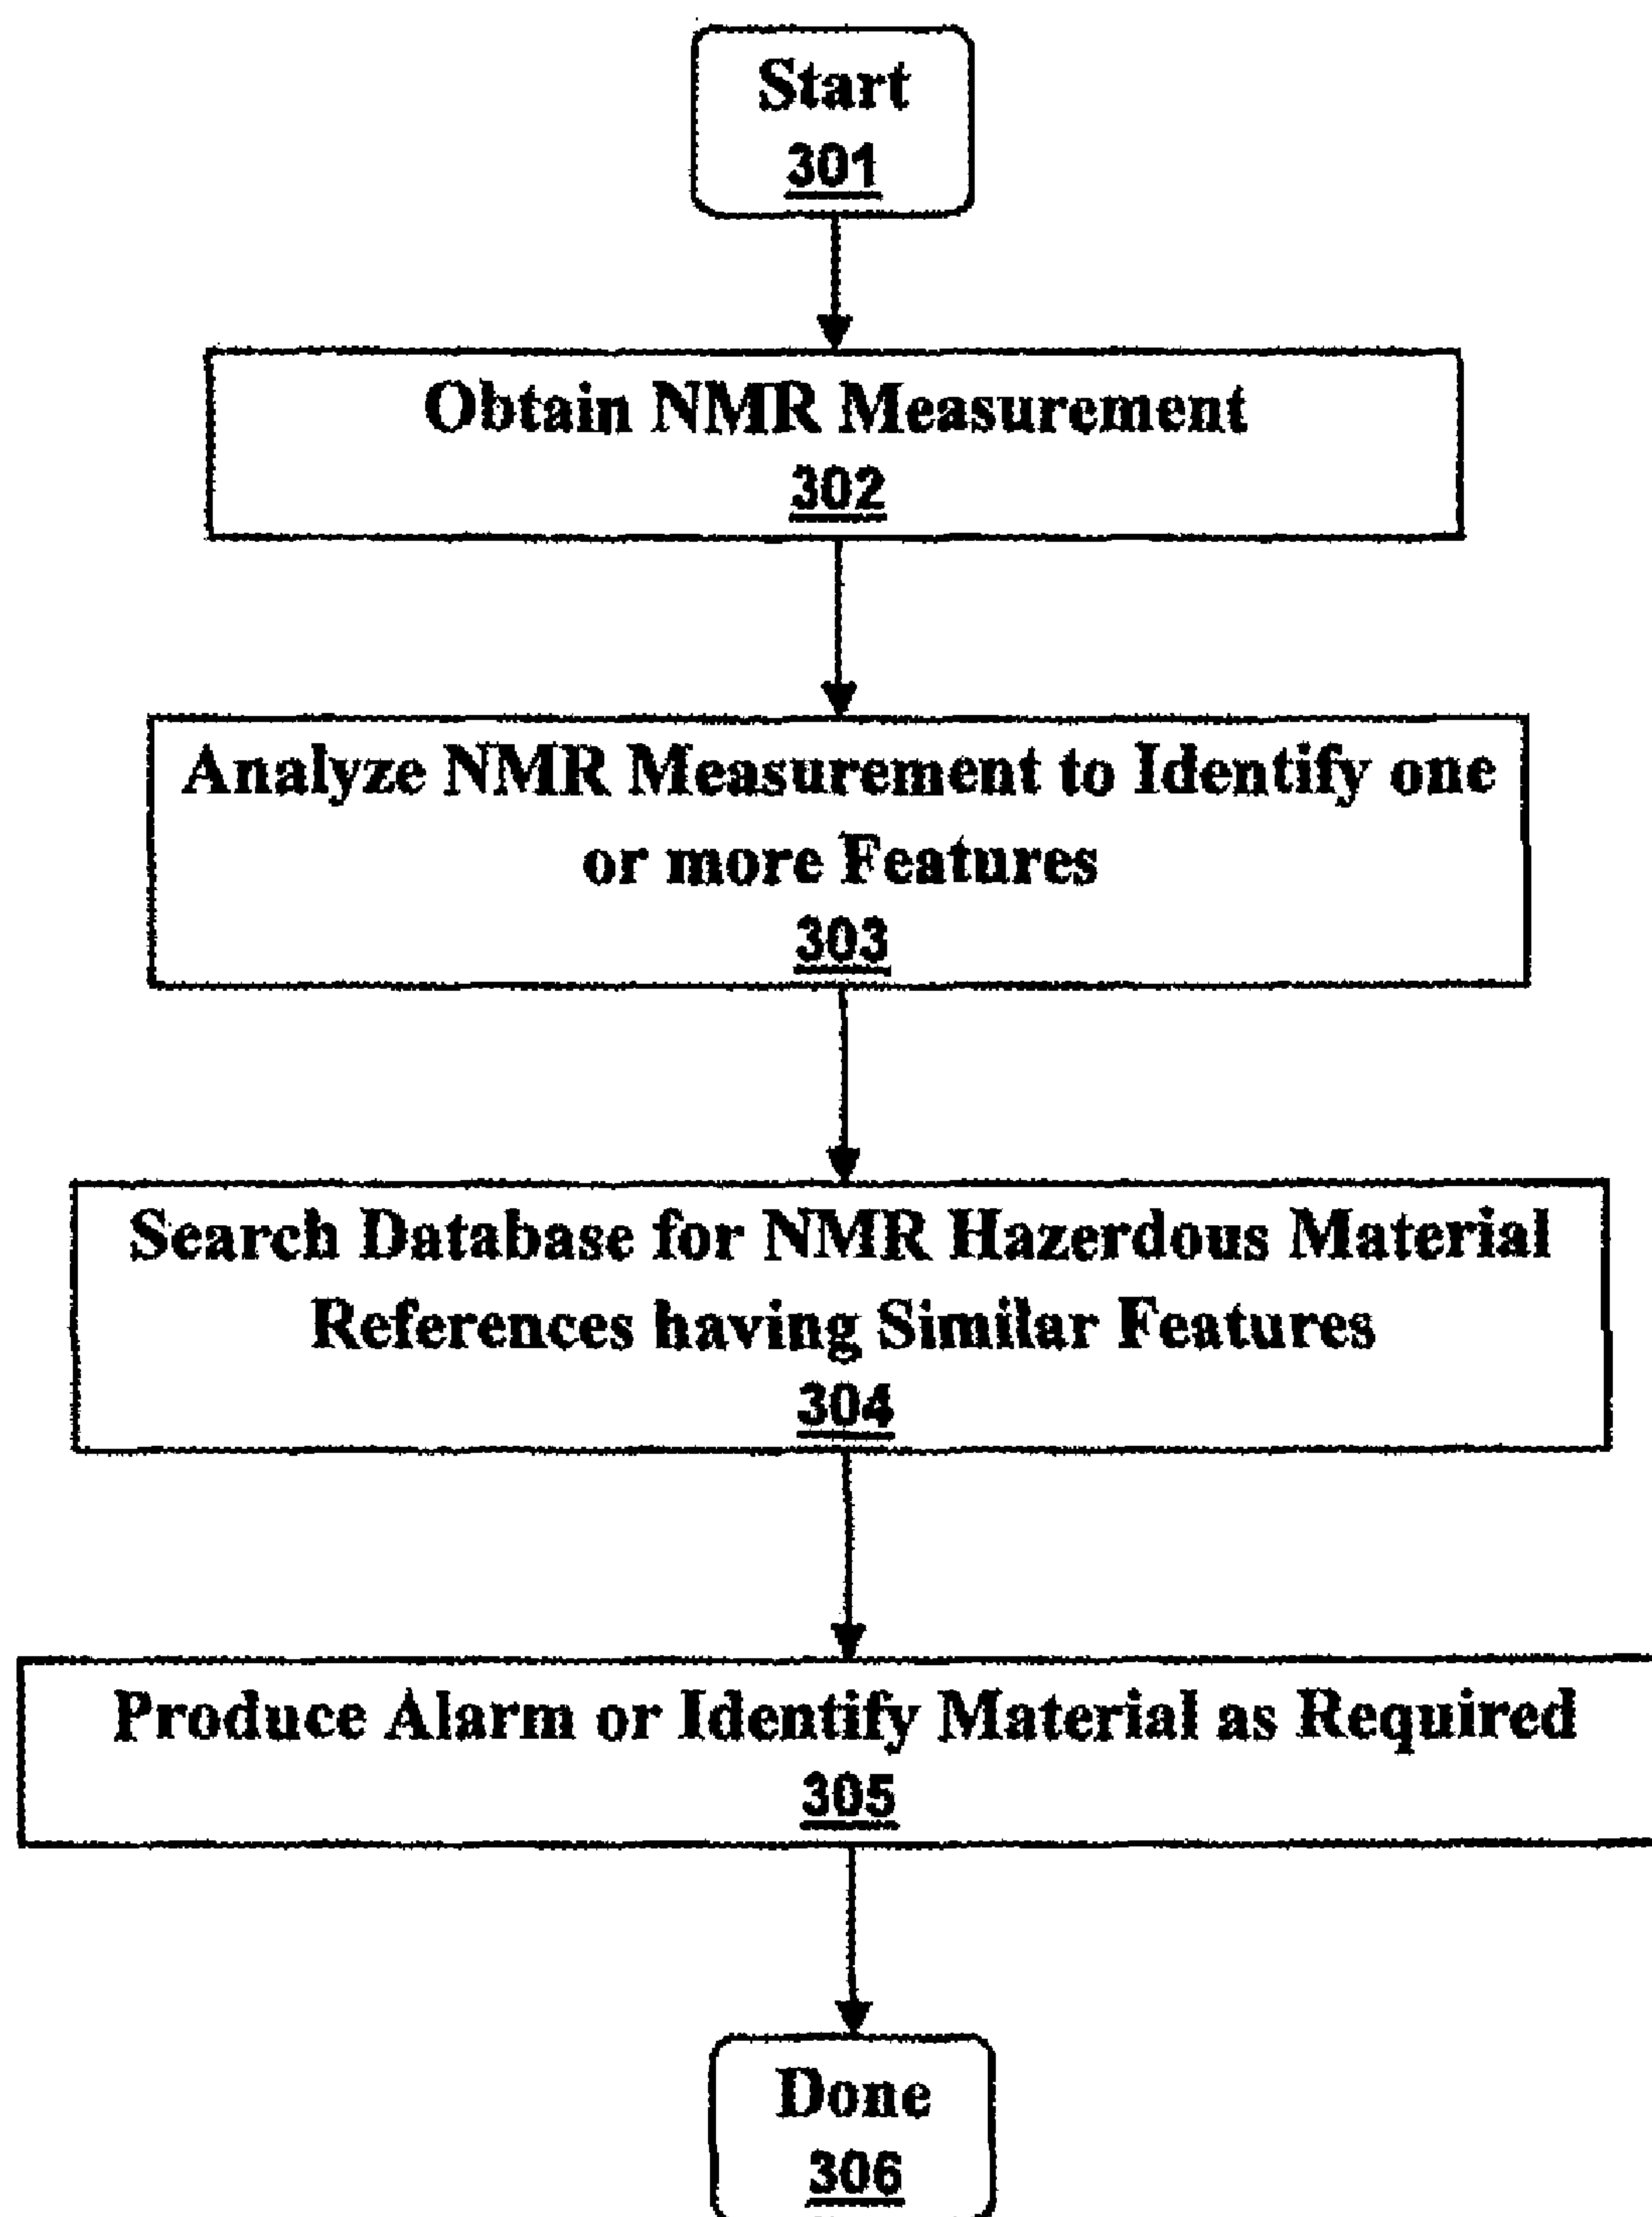 Start
301
Obtain NMR Measurement
302
Analyze NMR Measurement to Identify one
or more Features
303
Search Database for NMR Hazerdous Material
References having Similar Features
304
Produce Alarm or Identify Material as Required
305
Done
306